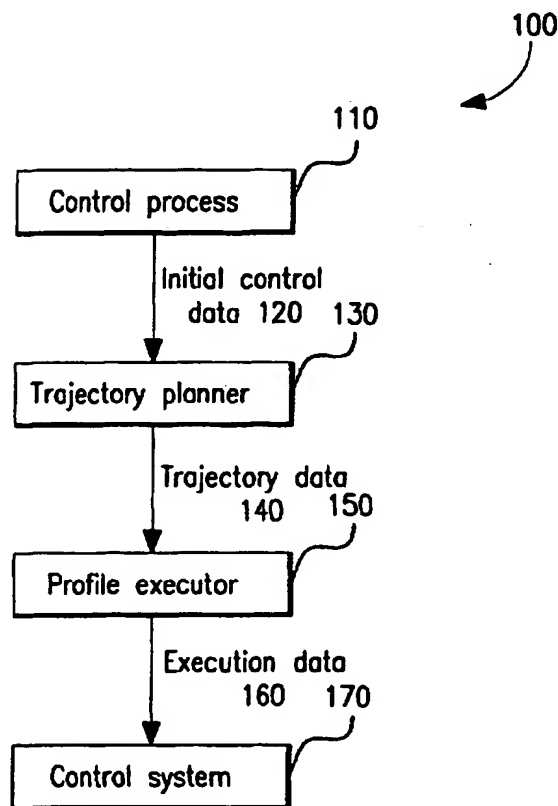 100
110
Control process
Initial control
data 120
130
Trajectory planner
Trajectory data
140
150
Profile executor
Execution data
160
170
Control system